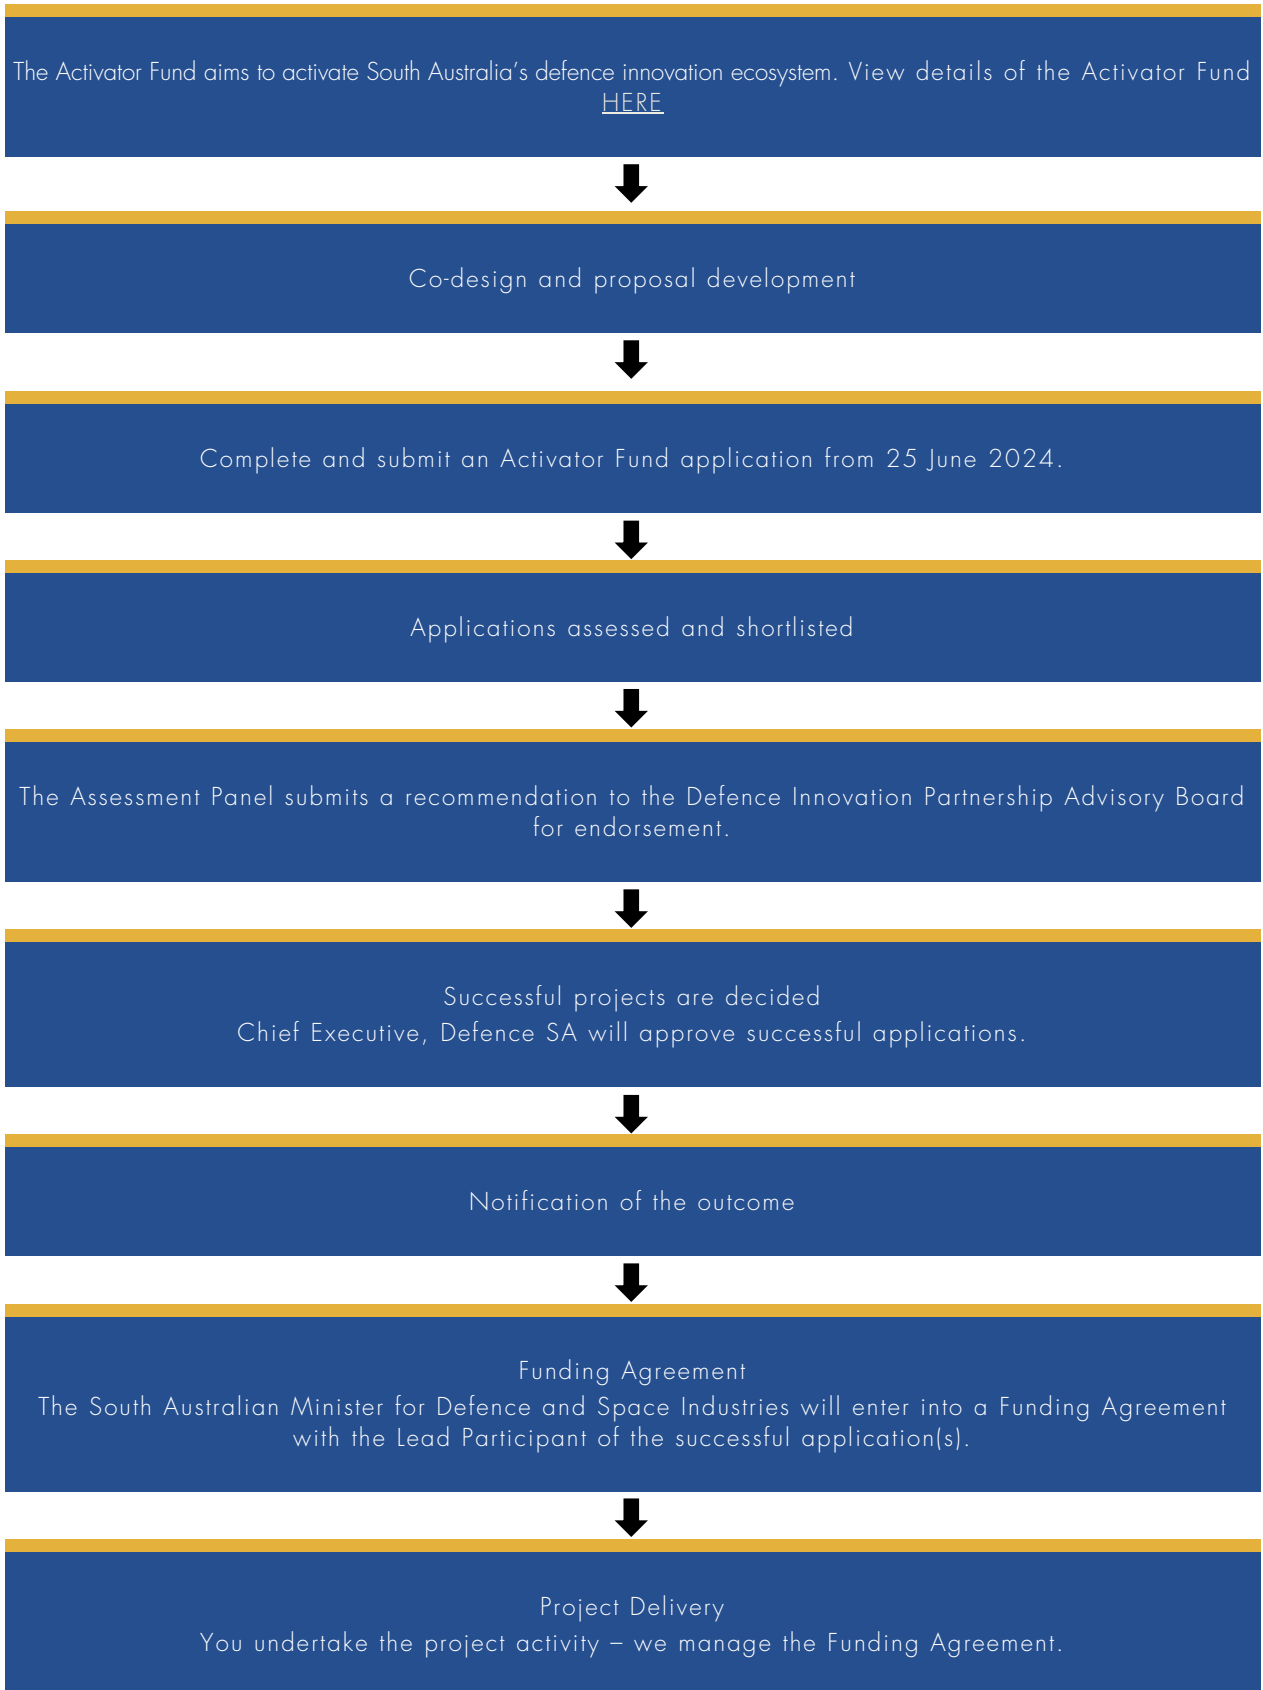 The Activator Fund aims to activate South Australia’s defence innovation ecosystem. View details of the Activator Fund
HERE
Co-design and proposal development
Complete and submit an Activator Fund application from 25 June 2024.
Applications assessed and shortlisted
The Assessment Panel submits a recommendation to the Defence Innovation Partnership Advisory Board
for endorsement.
Successful projects are decided
Chief Executive, Defence SA will approve successful applications.
Notification of the outcome
Funding Agreement
The South Australian Minister for Defence and Space Industries will enter into a Funding Agreement
with the Lead Participant of the successful application(s).
Project Delivery
You undertake the project activity – we manage the Funding Agreement.